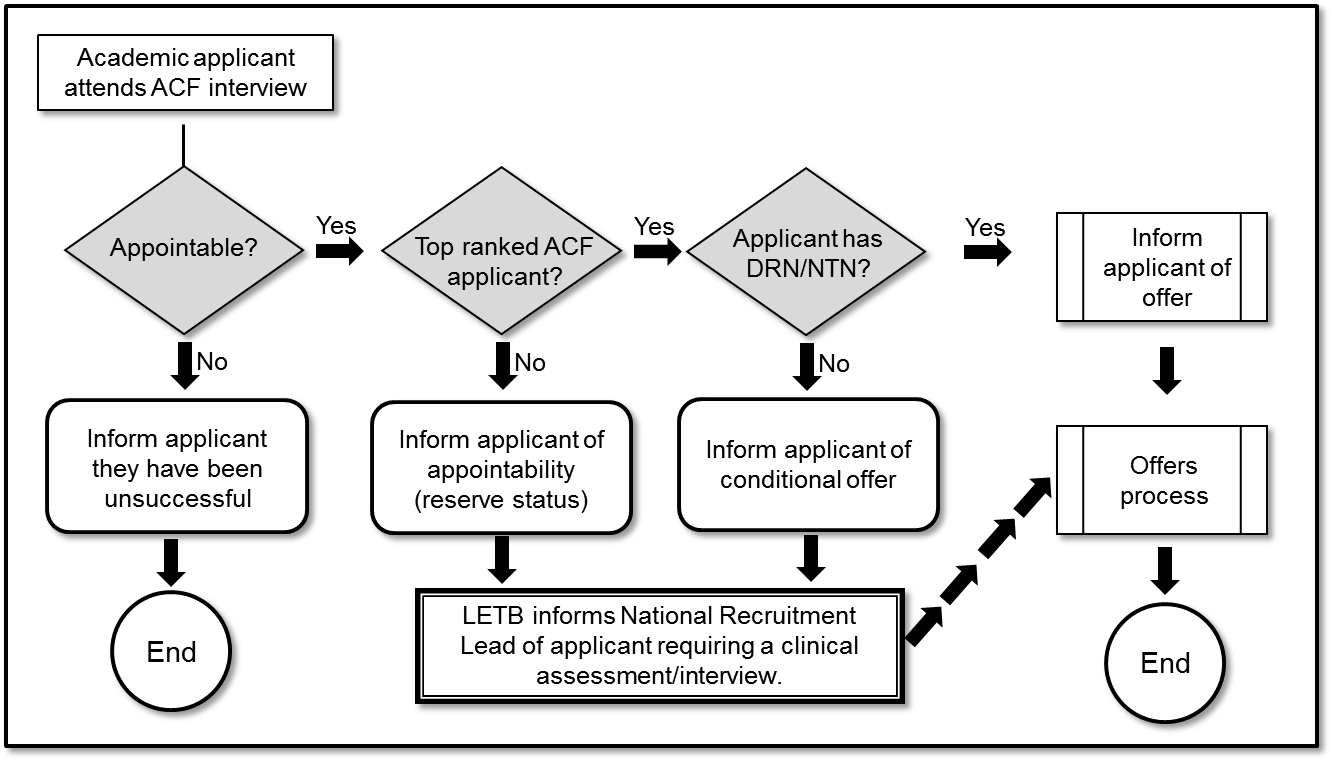 Academic applicant
attends ACF interview
Appointable?
Yes
Top ranked ACF
applicant?
Yes
Applicant has
DRN/NTN?
Yes
Inform
applicant of
offer
No
No
No
Inform applicant
they have been
unsuccessful
Inform applicant of
appointability
(reserve status)
Inform applicant of
conditional offer
Offers
process
End
LETB informs National Recruitment
Lead of applicant requiring a clinical
assessment/interview.
End